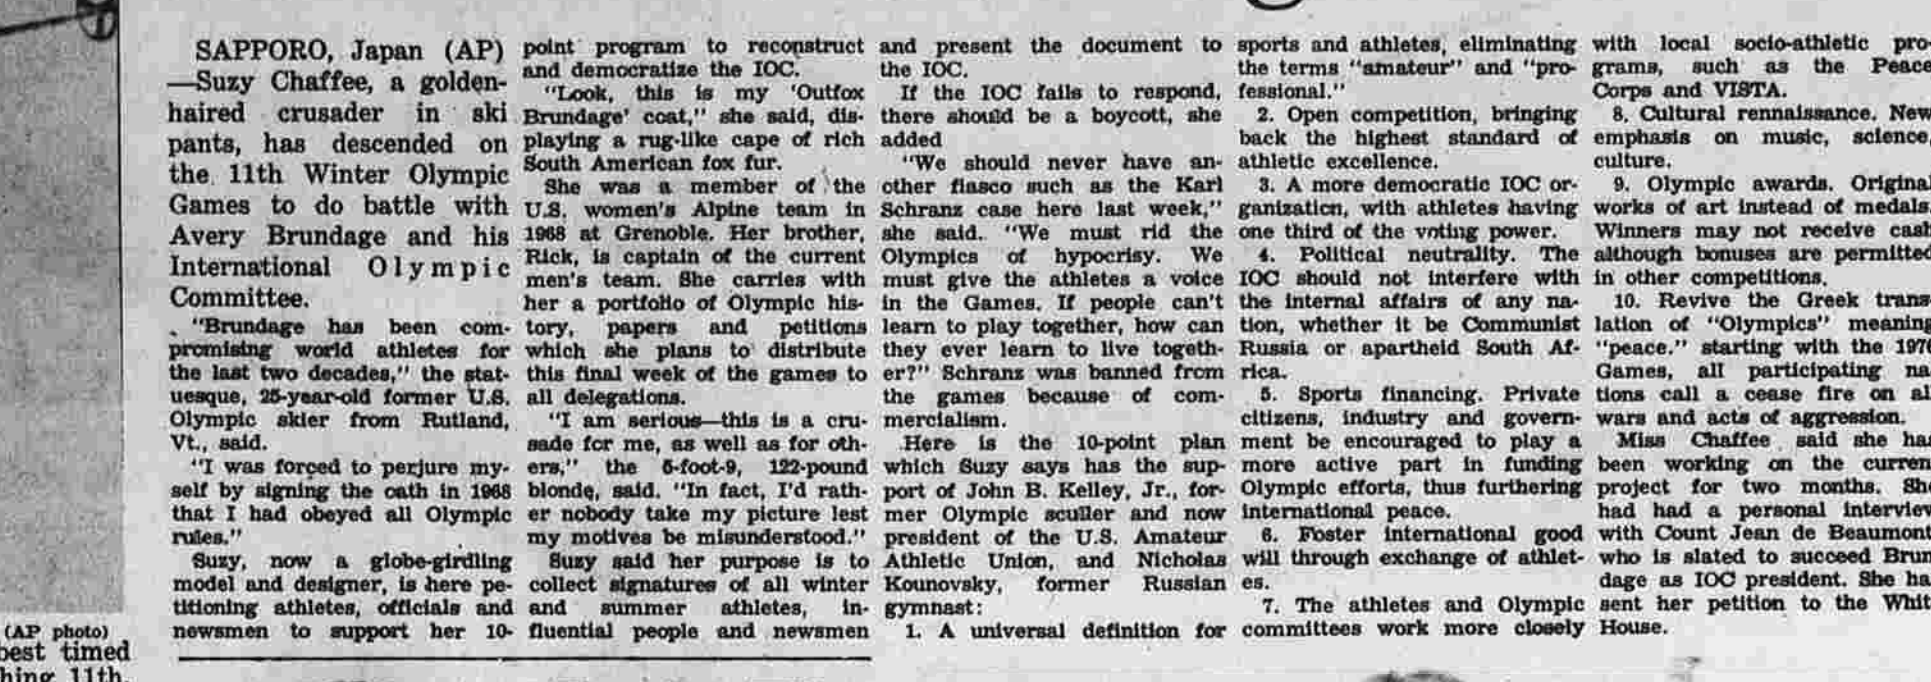 SAPPORO, Japan (AP)
—Suzy Chaffee, a golden-
haired crusader in ski
pants, has descended on
the 11th Winter Olympic
Games to do battle with
Avery Brundage and his
International Olympic
Committee.
"Brundage has been com-
promising world athletes for
the last two decades," the stat-
uesque, 25-year-old former U.S.
Olympic skier from Rutland,
Vt., said.
"I was forced to perjure my-
self by signing the oath in 1968
that I had obeyed all Olympic
rules."
Suzy, now a globe-girdling
model and designer, is here pe-
titioning athletes, officials and
newsmen to support her 10-
point program to reconstruct
and democratize the IOC.
"Look, this is my 'Outfox
Brundage' coat," she said, dis-
playing a rug-like cape of rich
South American fox fur.
She was a member of the
U.S. women's Alpine team in
1968 at Grenoble. Her brother,
Rick, is captain of the current
men's team. She carries with
her a portfolio of Olympic his-
tory, papers and petitions
which she plans to distribute
this final week of the games to
all delegations.
"I am serious—this is a cru-
sade for me, as well as for oth-
ers," the 5-foot-9, 122-pound
blonde, said. "In fact, I'd rath-
er nobody take my picture lest
my motives be misunderstood."
Suzy said her purpose is to
collect signatures of all winter
and summer athletes, in-
fluential people and newsmen
and present the document to
the IOC.
If the IOC fails to respond,
there should be a boycott, she
added
"We should never have an-
other fiasco such as the Karl
Schranz case here last week,"
she said. "We must rid the
Olympics of hypocrisy. We
must give the athletes a voice
in the Games. If people can't
learn to play together, how can
they ever learn to live togeth-
er?" Schranz was banned from
the games because of com-
mercialism.
Here is the 10-point plan
which Suzy says has the sup-
port of John B. Kelley, Jr., for-
mer Olympic sculler and now
president of the U.S. Amateur
Athletic Union, and Nicholas
Kounovsky, former Russian
gymnast:
1. A universal definition for
sports and athletes, eliminating
the terms "amateur" and "pro-
fessional."
2. Open competition, bringing
back the highest standard of
athletic excellence.
3. A more democratic IOC or-
ganization, with athletes having
one third of the voting power.
4. Political neutrality. The
IOC should not interfere with
the internal affairs of any na-
tion, whether it be Communist
Russia or apartheid South Af-
rica.
5. Sports financing. Private
citizens, industry and govern-
ment be encouraged to play a
more active part in funding
Olympic efforts, thus furthering
international peace.
6. Foster international good
will through exchange of athlet-
es.
7. The athletes and Olympic
committees work more closely
with local socio-athletic pro-
grams, such as the Peace
Corps and VISTA.
8. Cultural rennaissance. New
emphasis on music, science,
culture.
9. Olympic awards. Original
works of art instead of medals.
Winners may not receive cash
although bonuses are permitted
in other competitions.
10. Revive the Greek trans
lation of "Olympics" meaning
"peace." starting with the 1976
Games, all participating na
tions call a cease fire on al
wars and acts of aggression.
Miss Chaffee said she ha
been working on the curren
project for two months. She
had had a personal interview
with Count Jean de Beaumont
who is slated to succeed Brun
dage as IOC president. She ha
sent her petition to the Whit
House.
(AP photo)
best timed
hing 11th.